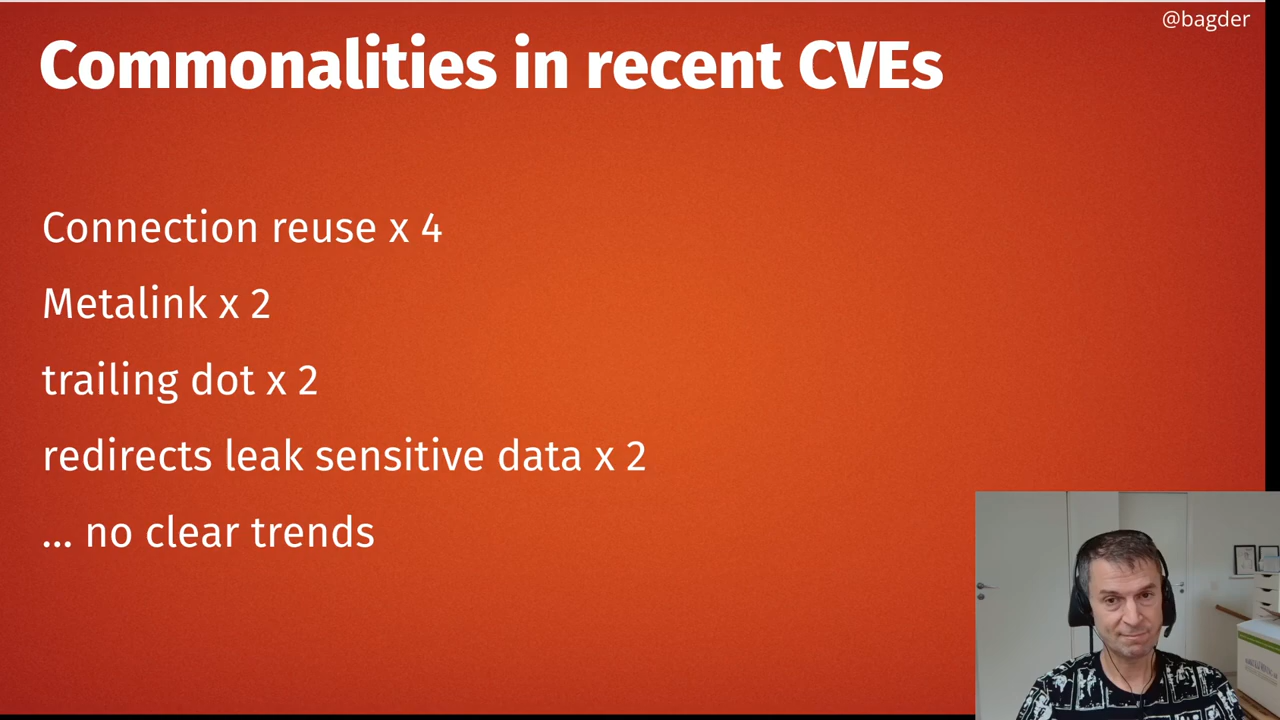 @bagder
Commonalities in recent CVEs
Connection reuse x 4
Metalink x 2
trailing dot x 2
redirects leak sensitive data x 2
... no clear trends